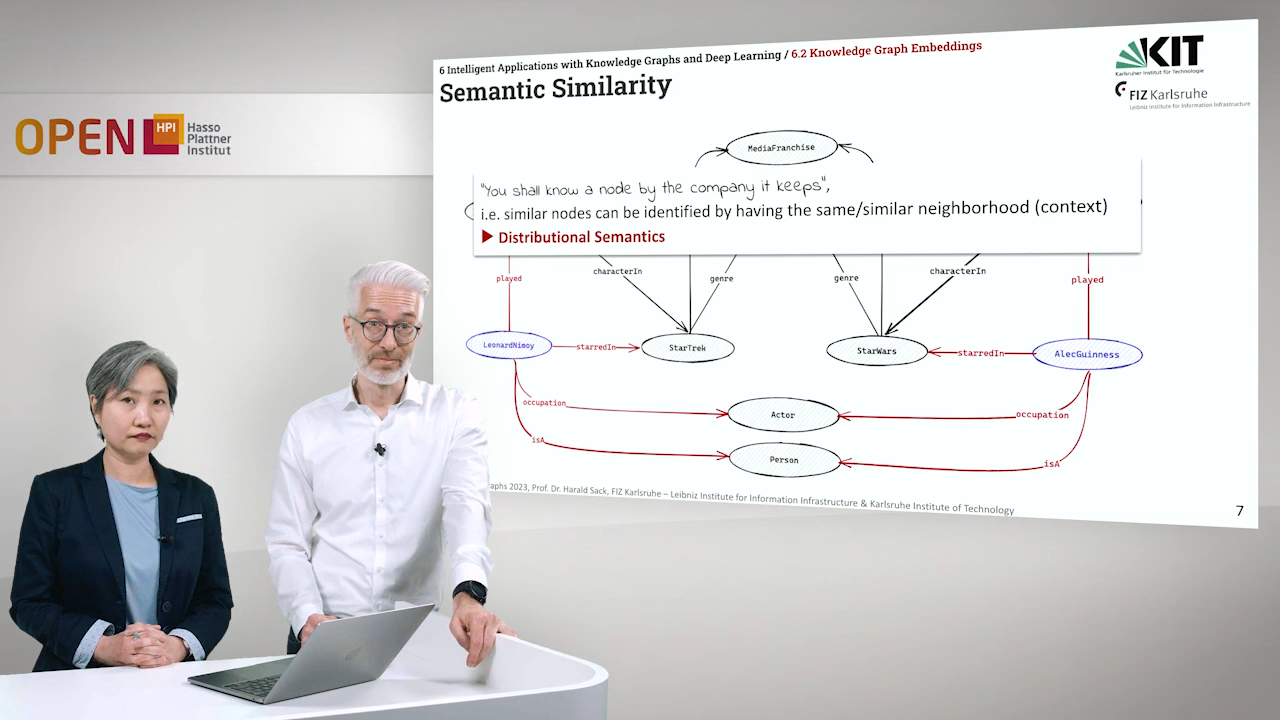 6 Intelligent Applications with Knowledge Graphs and Deep Learning / 6.2 Knowledge Graph Embeddings
Semantic Similarity
KIT
Karlsruher Institut für Technologie
FIZ Karlsruhe
Leibniz Institute for Information Infrastructure
OPEN HPI Hasso
Plattner
Institut
MediaFranchise
"You shall know a node by the company it keeps",
i.e. similar nodes can be identified by having the same/similar neighborhood (context)
Distributional Semantics
played
characterIn
genre
genre
characterIn
played
LeonardNimoy
starredIn
StarTrek
StarWars
starredIn
AlecGuinness
occupation
Actor
occupation
isA
Person
isA
raphs 2023, Prof. Dr. Harald Sack, FIZ Karlsruhe – Leibniz Institute for Information Infrastructure & Karlsruhe Institute of Technology
7